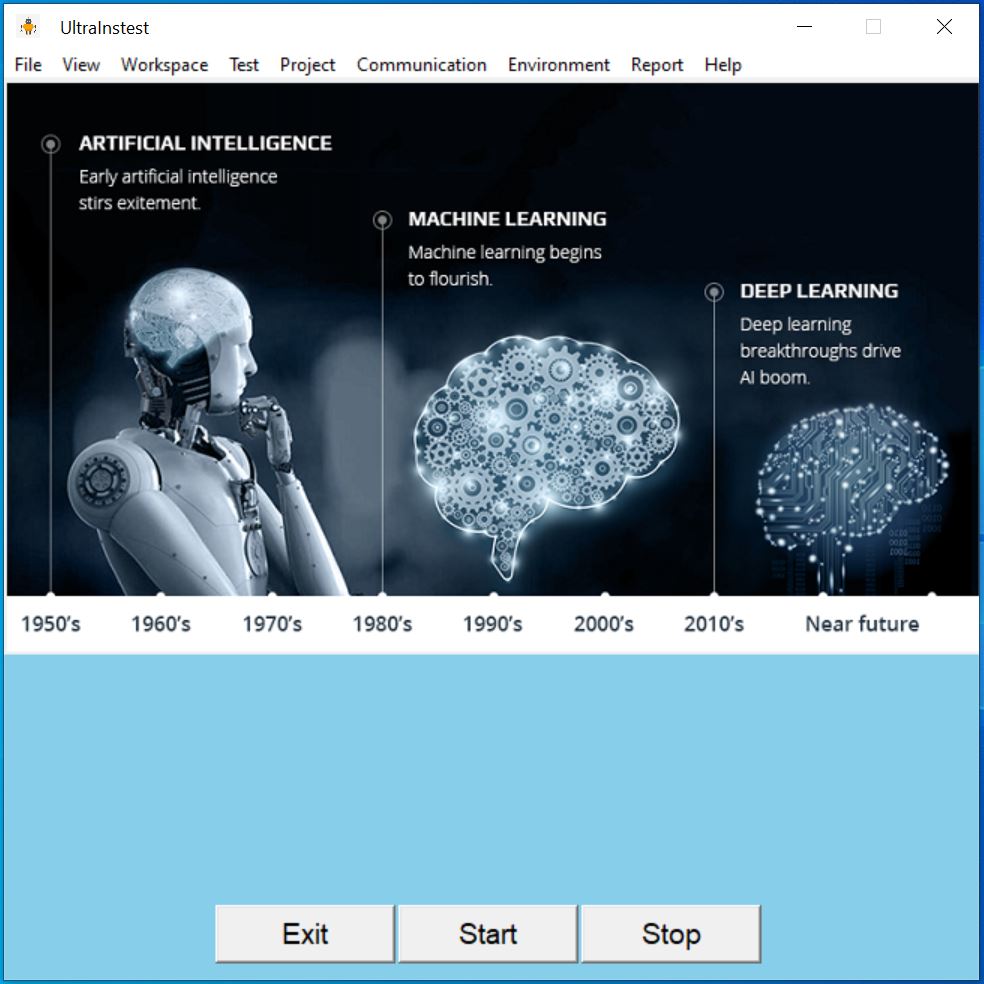 UltraInstest
File View Workspace Test Project Communication Environment Report Help
ARTIFICIAL INTELLIGENCE
Early artificial intelligence
stirs exitement.
MACHINE LEARNING
Machine learning begins
to flourish.
DEEP LEARNING
Deep learning
breakthroughs drive
AI boom.
1950's 1960's 1970's 1980's 1990's 2000's 2010's Near future
Exit Start Stop